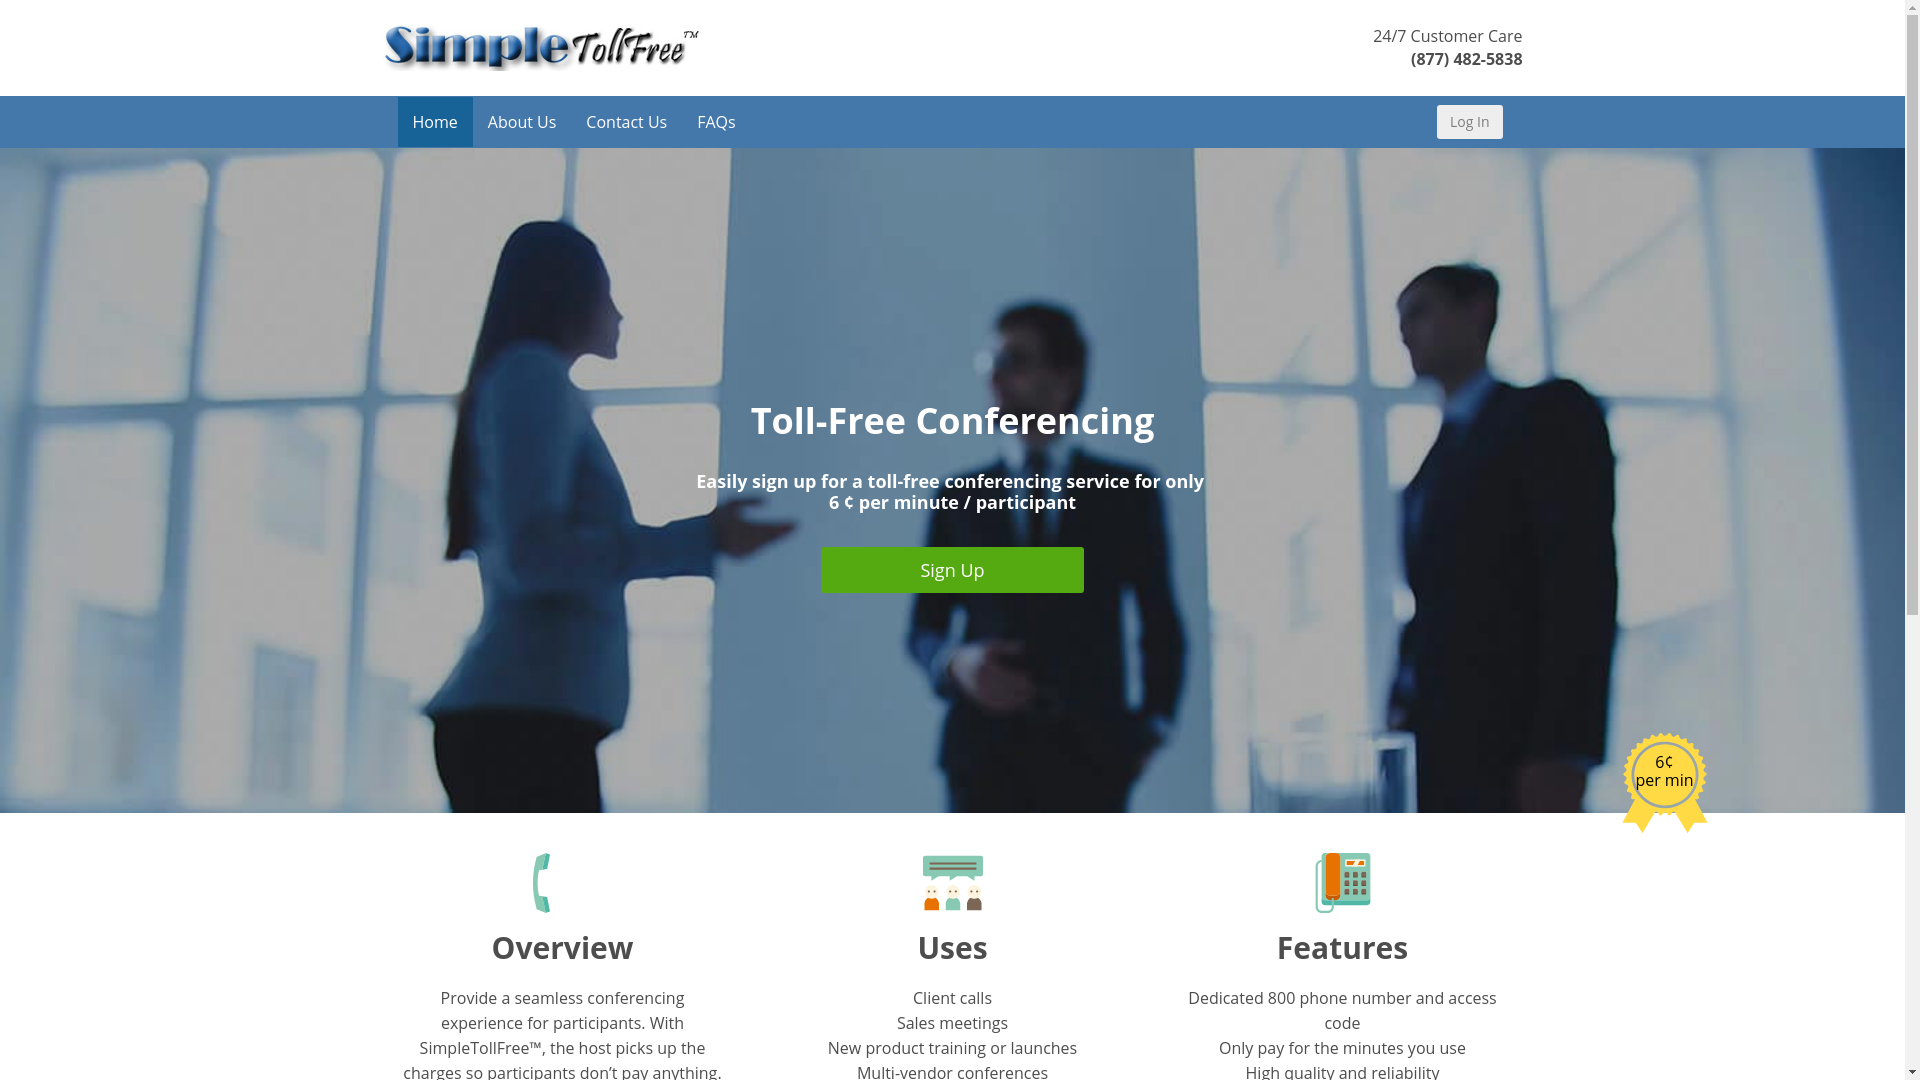 Simple TollFree™
24/7 Customer Care
(877) 482-5838
Home
About Us
Contact Us
FAQs
Log In
Toll-Free Conferencing
Easily sign up for a toll-free conferencing service for only
6 ¢ per minute / participant
Sign Up
6¢
per min
Overview
Provide a seamless conferencing
experience for participants. With
SimpleTollFree™, the host picks up the
charges so participants don’t pay anything.
Uses
Client calls
Sales meetings
New product training or launches
Multi-vendor conferences
Features
Dedicated 800 phone number and access
code
Only pay for the minutes you use
High quality and reliability